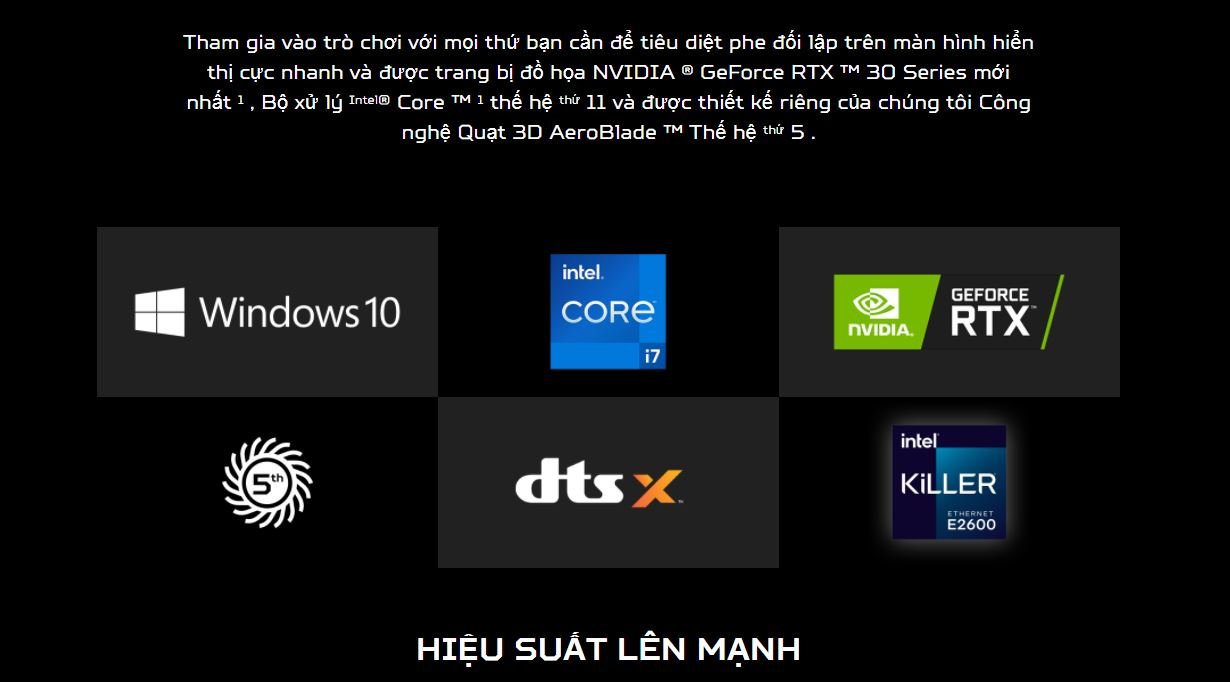 Tham gia vào trò chơi với mọi thứ bạn cần để tiêu diệt phe đối lập trên màn hình hiển
thị cực nhanh và được trang bị đồ họa NVIDIA ® GeForce RTX ™ 30 Series mới
nhất ¹ , Bộ xử lý Intel® Core ™ ¹ thế hệ thứ 11 và được thiết kế riêng của chúng tôi Công
nghệ Quạt 3D AeroBlade ™ Thế hệ thứ 5 .
Windows 10
intel.
CORE™
i7
NVIDIA.
GEFORCE
RTX™
5th
dts X™
intel
KiLLER
ETHERNET
E2600
HIỆU SUẤT LÊN MẠNH